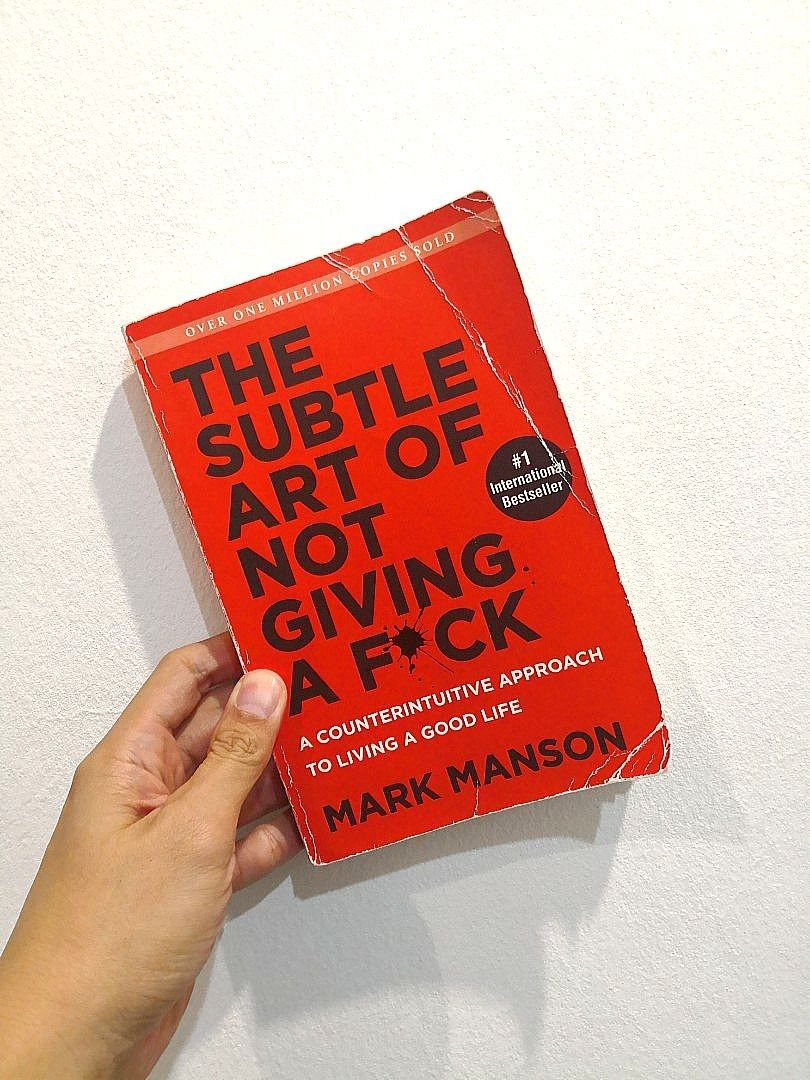 OVER ONE MILLION COPIES SOLD
THE
SUBTLE
ART OF
NOT
GIVING
A F*CK
#1
International
Bestseller
A COUNTERINTUITIVE APPROACH
TO LIVING A GOOD LIFE
MARK MANSON